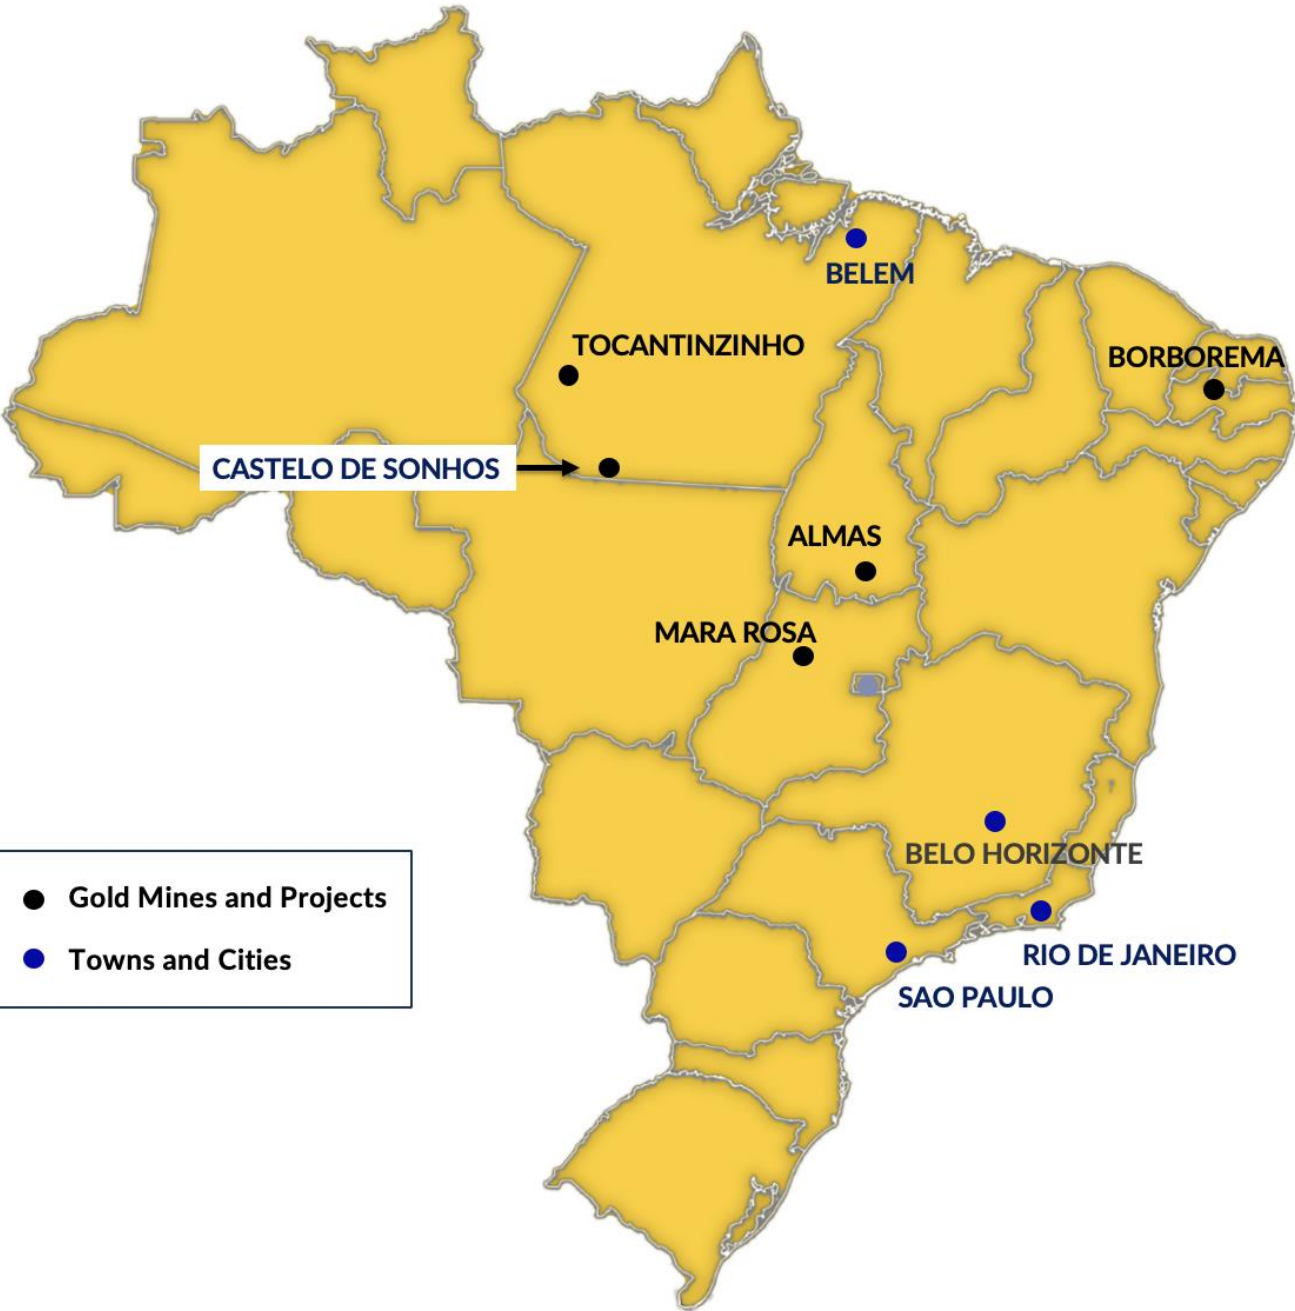 BELEM
TOCANTINZINHO
BORBOREMA
CASTELO DE SONHOS
ALMAS
MARA ROSA
BELO HORIZONTE
Gold Mines and Projects
Towns and Cities
RIO DE JANEIRO
SAO PAULO